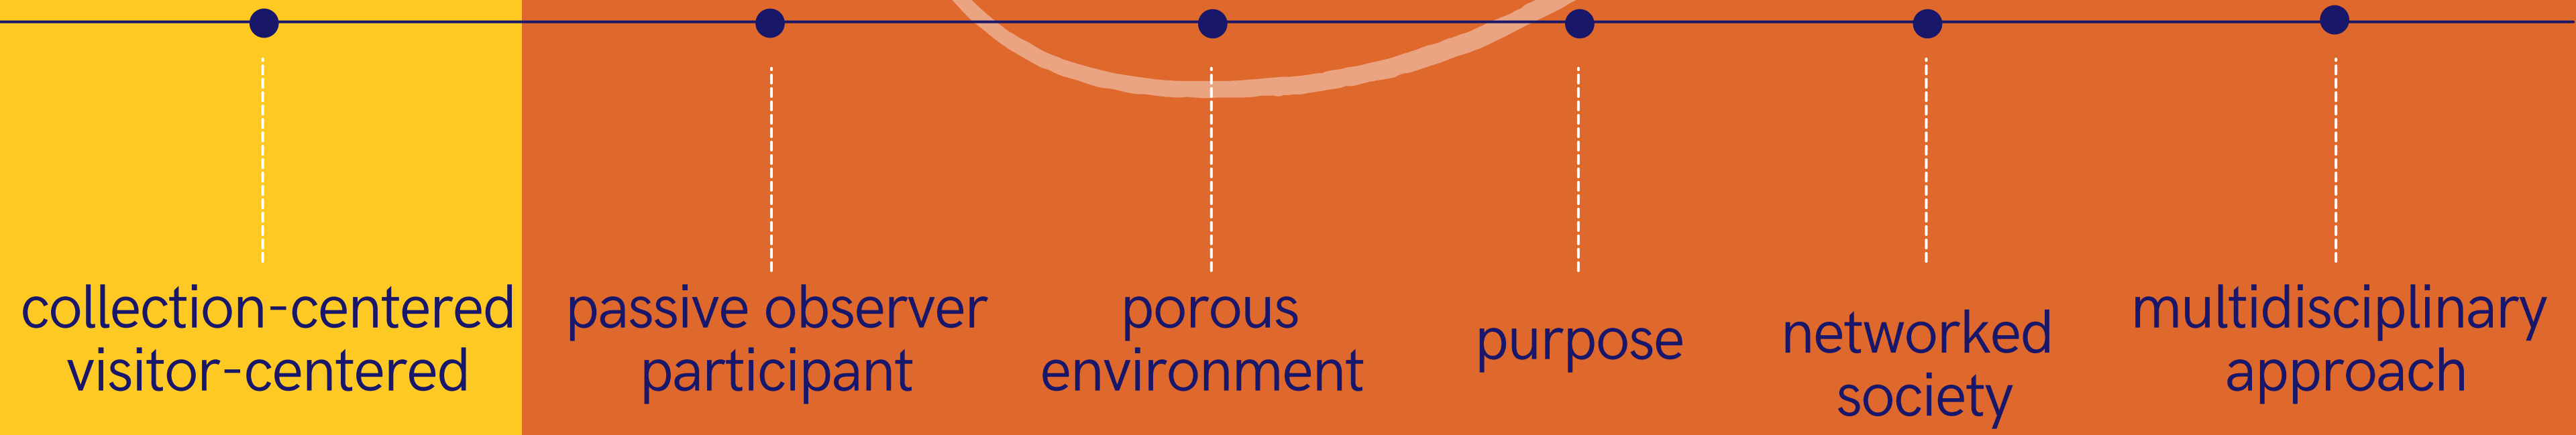 collection-centered
visitor-centered
passive observer
participant
porous
environment
purpose
networked
society
multidisciplinary
approach